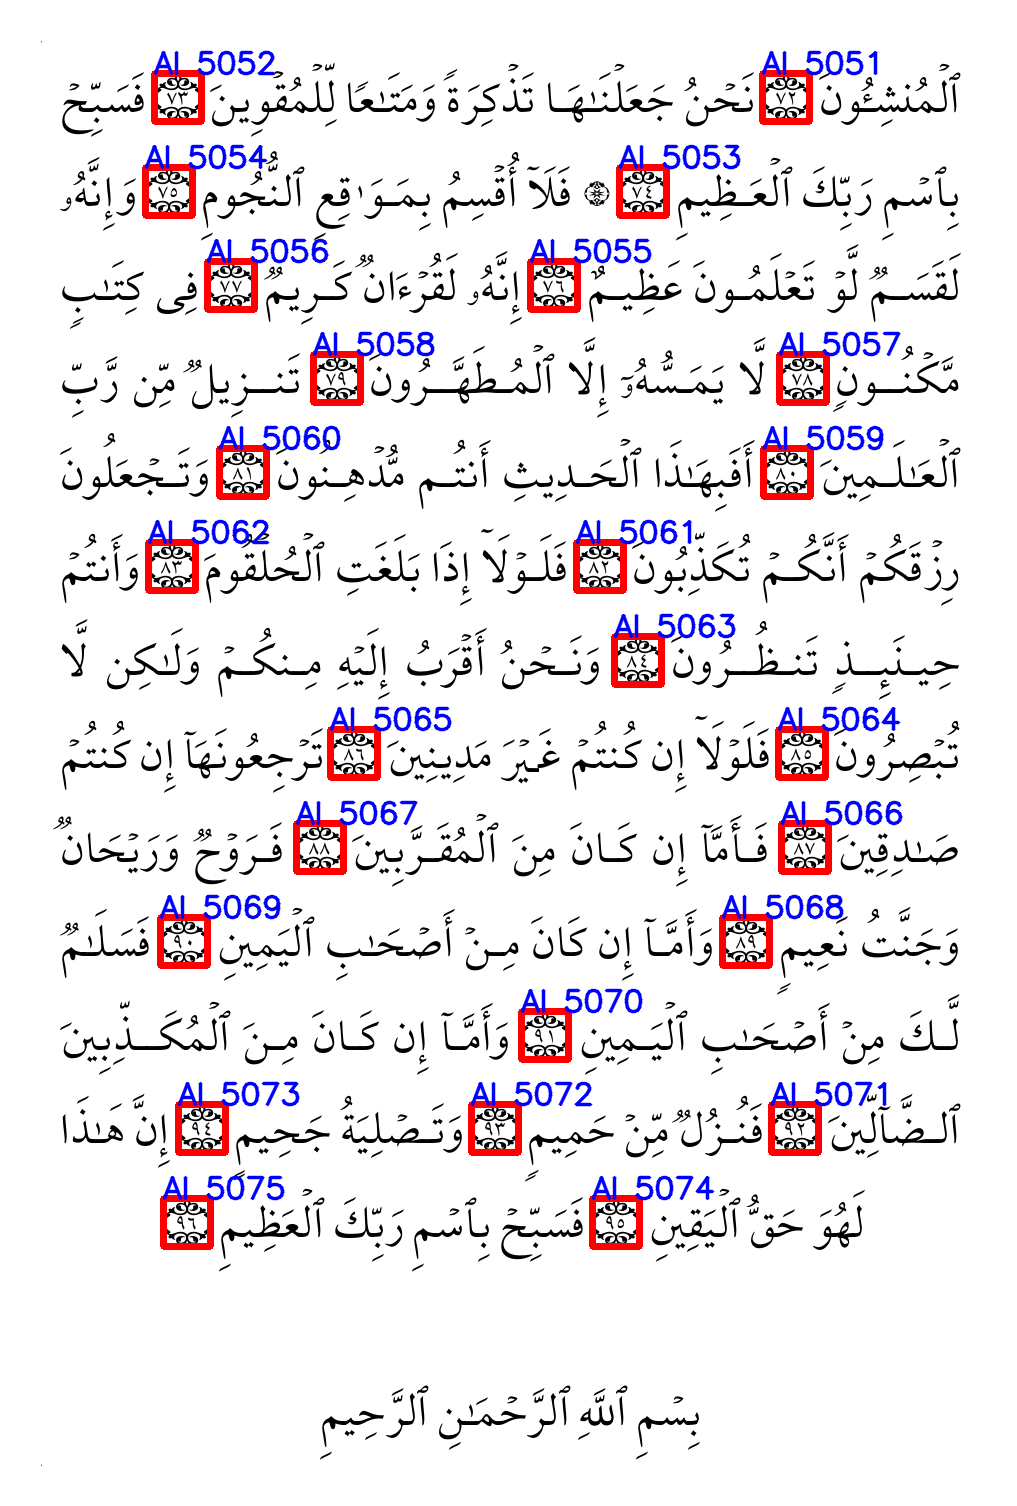 AI_5052 AI_5051
ٱلۡمُنشِـُٔونَ ٧٢ نَحۡنُ جَعَلۡنَٰهَا تَذۡكِرَةٗ وَمَتَٰعٗا لِّلۡمُقۡوِينَ ٧٣ فَسَبِّحۡ
AI_5054 AI_5053
بِٱسۡمِ رَبِّكَ ٱلۡعَظِيمِ ٧٤ ۞ فَلَآ أُقۡسِمُ بِمَوَٰقِعِ ٱلنُّجُومِ ٧٥ وَإِنَّهُۥ
AI_5056 AI_5055
لَقَسَمٞ لَّوۡ تَعۡلَمُونَ عَظِيمٌ ٧٦ إِنَّهُۥ لَقُرۡءَانٞ كَرِيمٞ ٧٧ فِي كِتَٰبٖ
AI_5058 AI_5057
مَّكۡنُونٖ ٧٨ لَّا يَمَسُّهُۥٓ إِلَّا ٱلۡمُطَهَّرُونَ ٧٩ تَنزِيلٞ مِّن رَّبِّ
AI_5060 AI_5059
ٱلۡعَٰلَمِينَ ٨٠ أَفَبِهَٰذَا ٱلۡحَدِيثِ أَنتُم مُّدۡهِنُونَ ٨١ وَتَجۡعَلُونَ
AI_5062 AI_5061
رِزۡقَكُمۡ أَنَّكُمۡ تُكَذِّبُونَ ٨٢ فَلَوۡلَآ إِذَا بَلَغَتِ ٱلۡحُلۡقُومَ ٨٣ وَأَنتُمۡ
AI_5063
حِينَئِذٖ تَنظُرُونَ ٨٤ وَنَحۡنُ أَقۡرَبُ إِلَيۡهِ مِنكُمۡ وَلَٰكِن لَّا
AI_5065 AI_5064
تُبۡصِرُونَ ٨٥ فَلَوۡلَآ إِن كُنتُمۡ غَيۡرَ مَدِينِينَ ٨٦ تَرۡجِعُونَهَآ إِن كُنتُمۡ
AI_5067 AI_5066
صَٰدِقِينَ ٨٧ فَأَمَّآ إِن كَانَ مِنَ ٱلۡمُقَرَّبِينَ ٨٨ فَرَوۡحٞ وَرَيۡحَانٞ
AI_5069 AI_5068
وَجَنَّتُ نَعِيمٖ ٨٩ وَأَمَّآ إِن كَانَ مِنۡ أَصۡحَٰبِ ٱلۡيَمِينِ ٩٠ فَسَلَٰمٞ
AI_5070
لَّكَ مِنۡ أَصۡحَٰبِ ٱلۡيَمِينِ ٩١ وَأَمَّآ إِن كَانَ مِنَ ٱلۡمُكَذِّبِينَ
AI_5073 AI_5072 AI_5071
ٱلضَّآلِّينَ ٩٢ فَنُزُلٞ مِّنۡ حَمِيمٖ ٩٣ وَتَصۡلِيَةُ جَحِيمٍ ٩٤ إِنَّ هَٰذَا
AI_5075 AI_5074
لَهُوَ حَقُّ ٱلۡيَقِينِ ٩٥ فَسَبِّحۡ بِٱسۡمِ رَبِّكَ ٱلۡعَظِيمِ ٩٦
بِسۡمِ ٱللَّهِ ٱلرَّحۡمَٰنِ ٱلرَّحِيمِ